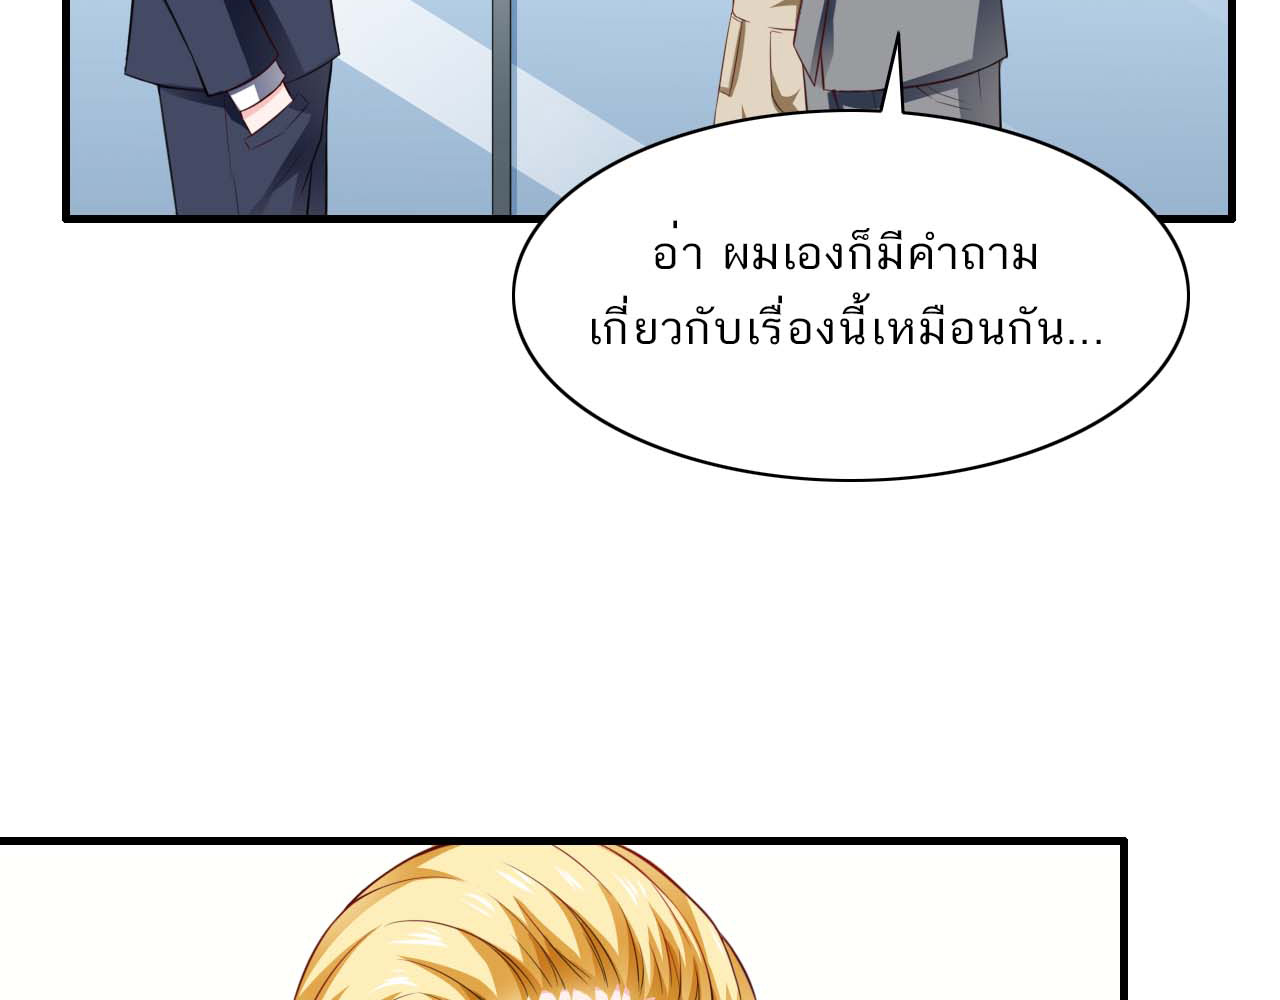 อ่า ผมเองก็มีคำถาม
เกี่ยวกับเรื่องนี้เหมือนกัน...